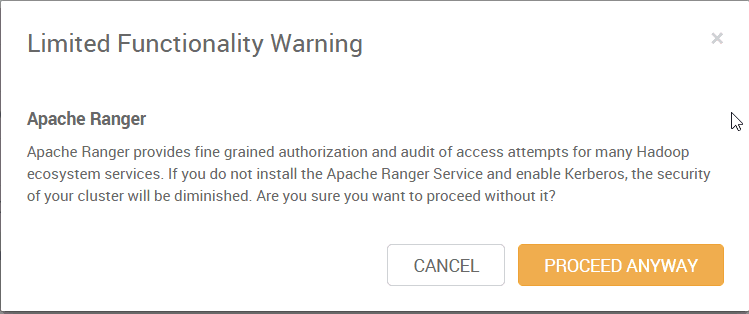 Limited Functionality Warning
×
Apache Ranger
Apache Ranger provides fine grained authorization and audit of access attempts for many Hadoop
ecosystem services. If you do not install the Apache Ranger Service and enable Kerberos, the security
of your cluster will be diminished. Are you sure you want to proceed without it?
CANCEL
PROCEED ANYWAY